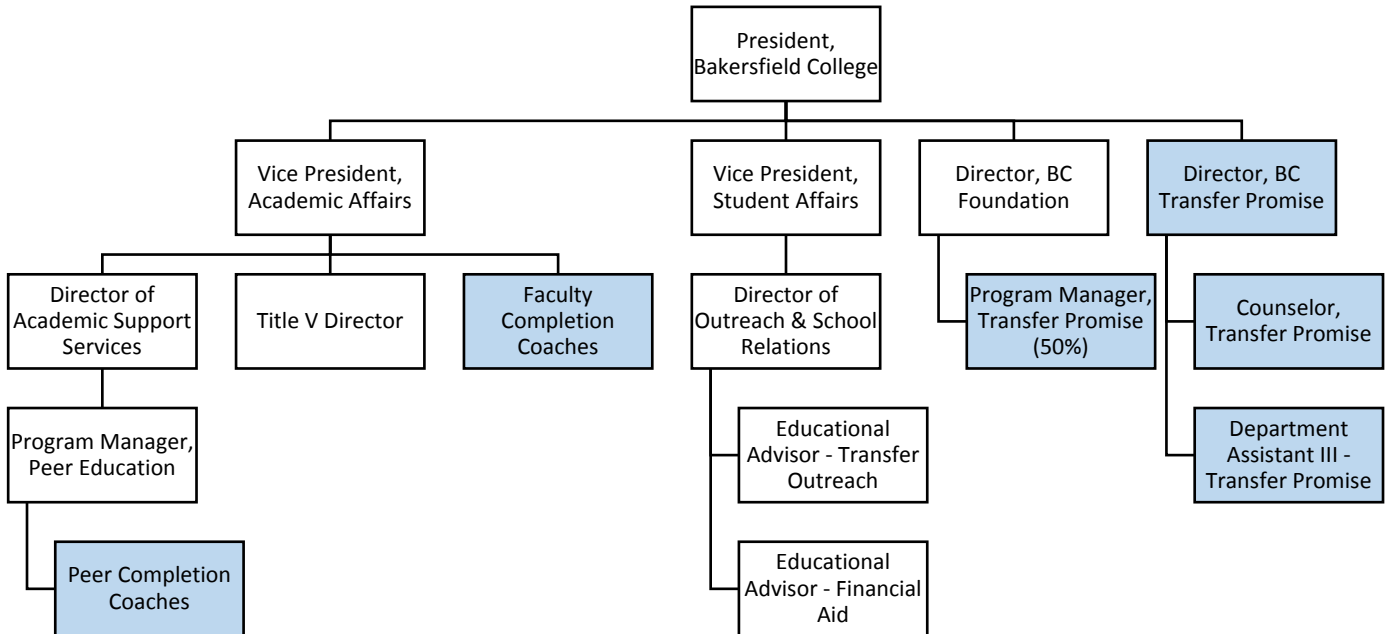 President,
Bakersfield College
Vice President,
Academic Affairs
Vice President,
Student Affairs
Director, BC
Foundation
Director, BC
Transfer Promise
Director of
Academic Support
Services
Title V Director
Faculty
Completion
Coaches
Director of
Outreach & School
Relations
Program Manager,
Transfer Promise
(50%)
Counselor,
Transfer Promise
Program Manager,
Peer Education
Educational
Advisor - Transfer
Outreach
Department
Assistant III -
Transfer Promise
Peer Completion
Coaches
Educational
Advisor - Financial
Aid